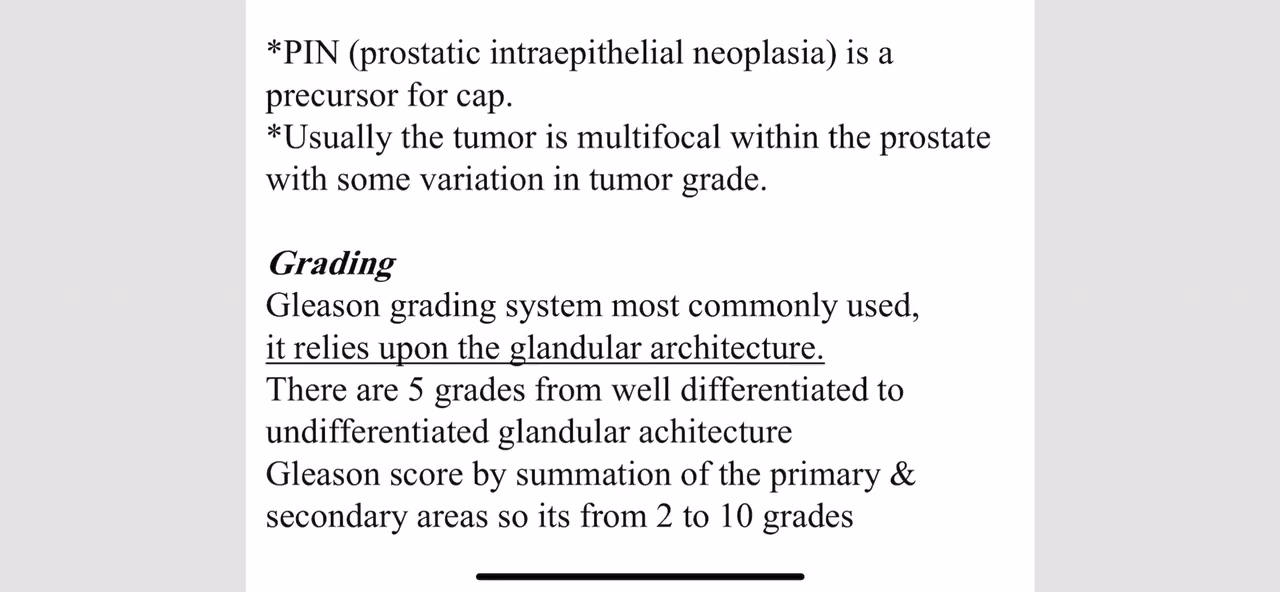 *PIN (prostatic intraepithelial neoplasia) is a
precursor for cap.
*Usually the tumor is multifocal within the prostate
with some variation in tumor grade.
Grading
Gleason grading system most commonly used,
it relies upon the glandular architecture.
There are 5 grades from well differentiated to
undifferentiated glandular achitecture
Gleason score by summation of the primary &
secondary areas so its from 2 to 10 grades